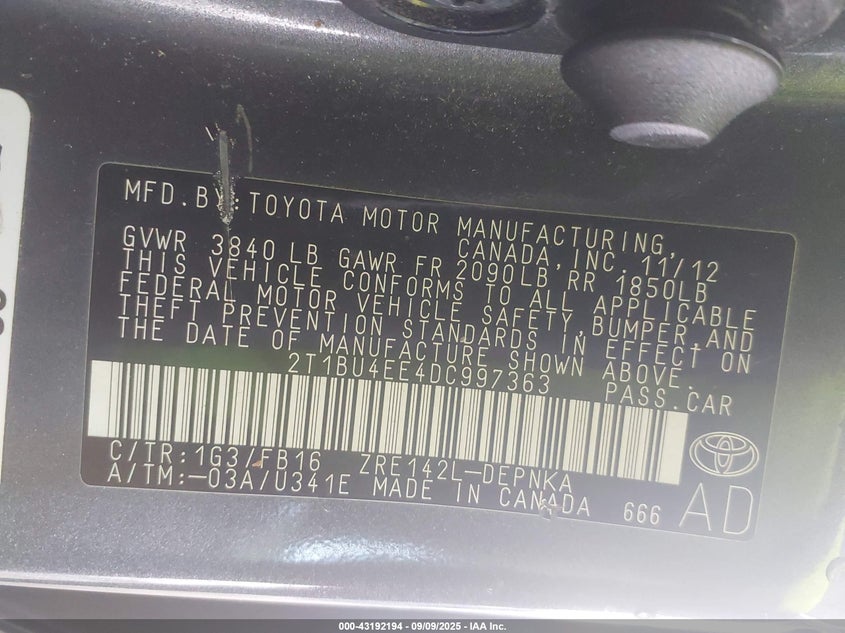 MFD.BY:TOYOTA MOTOR MANUFACTURING,
CANADA, INC. 11/12
GVWR 3840 LB GAWR FR 2090LB RR 1850LB
THIS VEHICLE CONFORMS TO ALL APPLICABLE
FEDERAL MOTOR VEHICLE SAFETY, BUMPER, AND
THEFT PREVENTION STANDARDS IN EFFECT ON
THE DATE OF MANUFACTURE SHOWN ABOVE.
2T1BU4EE4DC997363 PASS.CAR
C/TR:1G3/FB16 ZRE142L-DEPNKA
A/TM:-03A/U341E MADE IN CANADA 666 AD
000-43192194 - 09/09/2025 - IAA Inc.